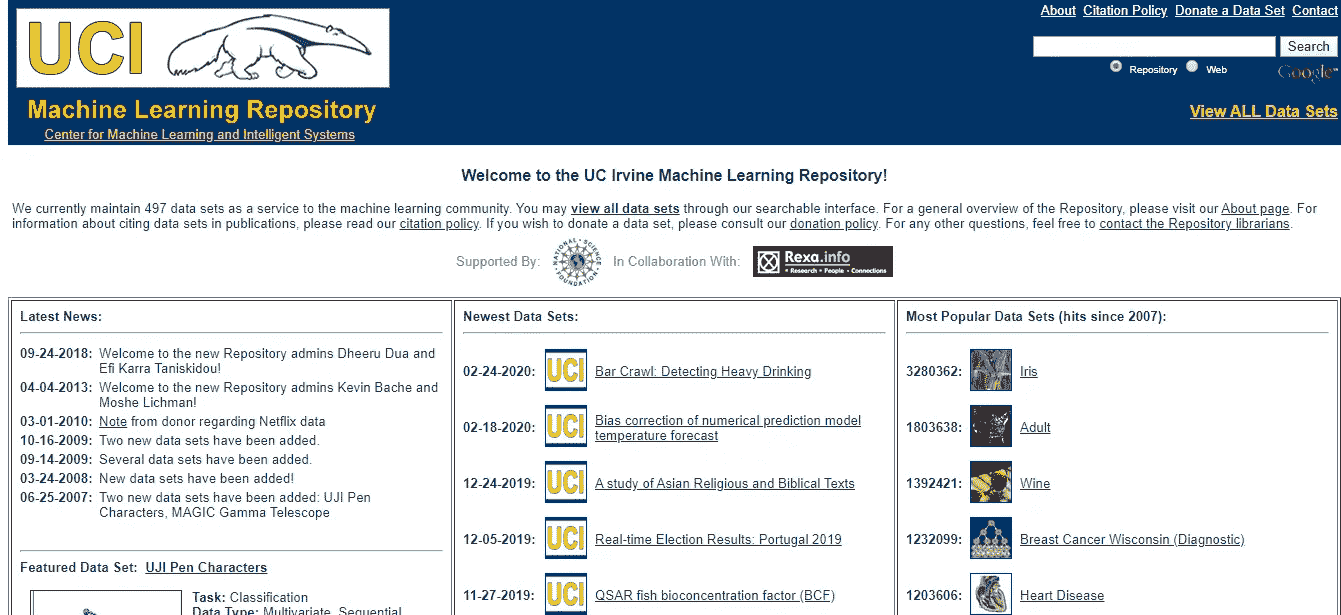 About Citation Policy Donate a Data Set Contact
UCI
Search
Repository Web Google™
Machine Learning Repository
View ALL Data Sets
Center for Machine Learning and Intelligent Systems
Welcome to the UC Irvine Machine Learning Repository!
We currently maintain 497 data sets as a service to the machine learning community. You may view all data sets through our searchable interface. For a general overview of the Repository, please visit our About page. For
information about citing data sets in publications, please read our citation policy. If you wish to donate a data set, please consult our donation policy. For any other questions, feel free to contact the Repository librarians.
Supported By: NATIONAL SCIENCE FOUNDATION In Collaboration With: Rexa.info
• Research • People • Connections
Latest News:
09-24-2018: Welcome to the new Repository admins Dheeru Dua and
Efi Karra Taniskidou!
04-04-2013: Welcome to the new Repository admins Kevin Bache and
Moshe Lichman!
03-01-2010: Note from donor regarding Netflix data
10-16-2009: Two new data sets have been added.
09-14-2009: Several data sets have been added.
03-24-2008: New data sets have been added!
06-25-2007: Two new data sets have been added: UJI Pen
Characters, MAGIC Gamma Telescope
Featured Data Set: UJI Pen Characters
Task: Classification
Data Type: Multivariate, Sequential
Newest Data Sets:
02-24-2020: UCI Bar Crawl: Detecting Heavy Drinking
02-18-2020: UCI Bias correction of numerical prediction model
temperature forecast
12-24-2019: UCI A study of Asian Religious and Biblical Texts
12-05-2019: UCI Real-time Election Results: Portugal 2019
11-27-2019: UCI QSAR fish bioconcentration factor (BCF)
Most Popular Data Sets (hits since 2007):
3280362: Iris
1803638: Adult
1392421: Wine
1232099: Breast Cancer Wisconsin (Diagnostic)
1203606: Heart Disease